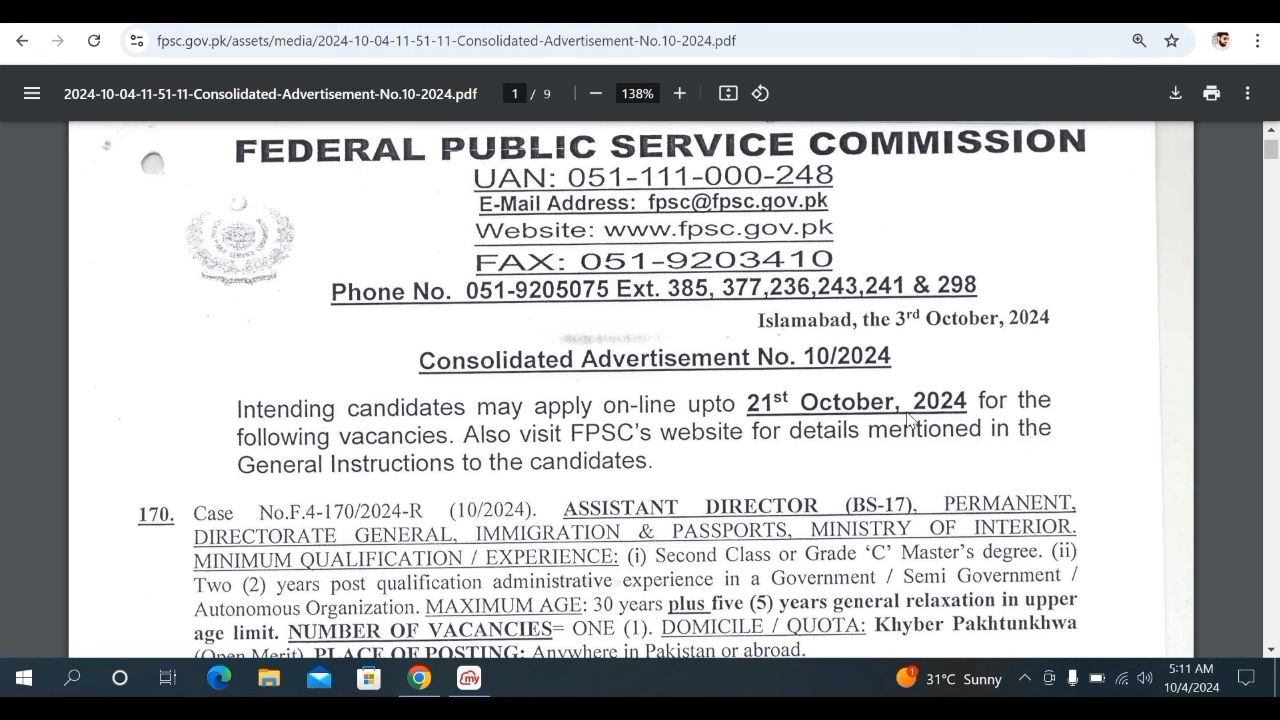 fpsc.gov.pk/assets/media/2024-10-04-11-51-11-Consolidated-Advertisement-No.10-2024.pdf
2024-10-04-11-51-11-Consolidated-Advertisement-No.10-2024.pdf 1 / 9 138%
FEDERAL PUBLIC SERVICE COMMISSION
UAN: 051-111-000-248
E-Mail Address: fpsc@fpsc.gov.pk
Website: www.fpsc.gov.pk
FAX: 051-9203410
Phone No. 051-9205075 Ext. 385, 377,236,243,241 & 298
Islamabad, the 3rd October, 2024
Consolidated Advertisement No. 10/2024
Intending candidates may apply on-line upto 21st October, 2024 for the
following vacancies. Also visit FPSC's website for details mentioned in the
General Instructions to the candidates.
170. Case No.F.4-170/2024-R (10/2024). ASSISTANT DIRECTOR (BS-17), PERMANENT,
DIRECTORATE GENERAL, IMMIGRATION & PASSPORTS, MINISTRY OF INTERIOR.
MINIMUM QUALIFICATION / EXPERIENCE: (i) Second Class or Grade 'C' Master's degree. (ii)
Two (2) years post qualification administrative experience in a Government / Semi Government /
Autonomous Organization. MAXIMUM AGE: 30 years plus five (5) years general relaxation in upper
age limit. NUMBER OF VACANCIES= ONE (1). DOMICILE / QUOTA: Khyber Pakhtunkhwa
(Open Merit). PLACE OF POSTING: Anywhere in Pakistan or abroad.
my
31°C Sunny
5:11 AM
10/4/2024